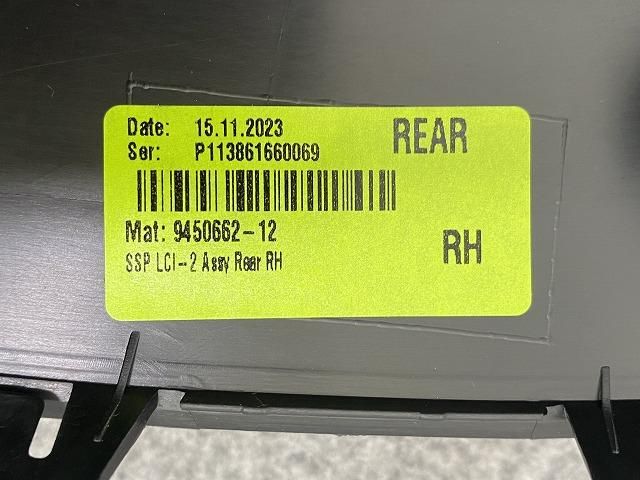 Date: 15.11.2023
REAR
Ser: P113861660069
Mat: 9450662-12
SSP LCI-2 Assy Rear RH
RH